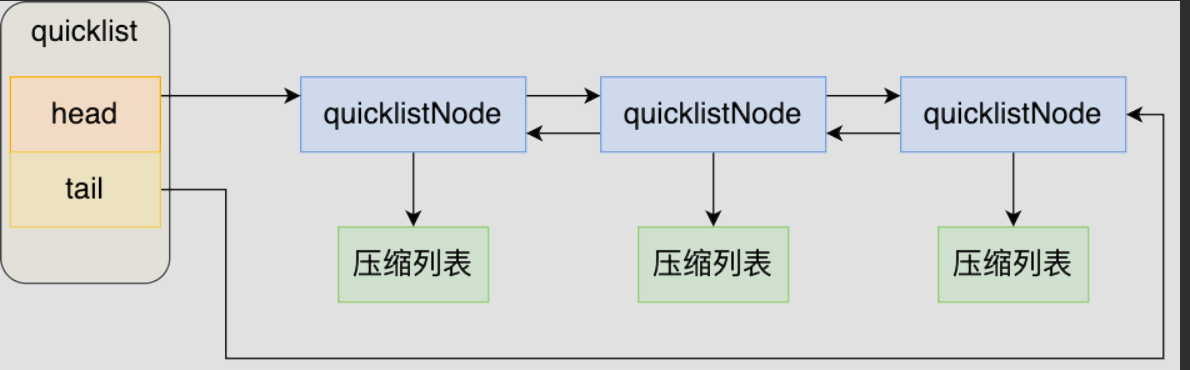 quicklist
head
tail
quicklistNode
quicklistNode
quicklistNode
压缩列表
压缩列表
压缩列表